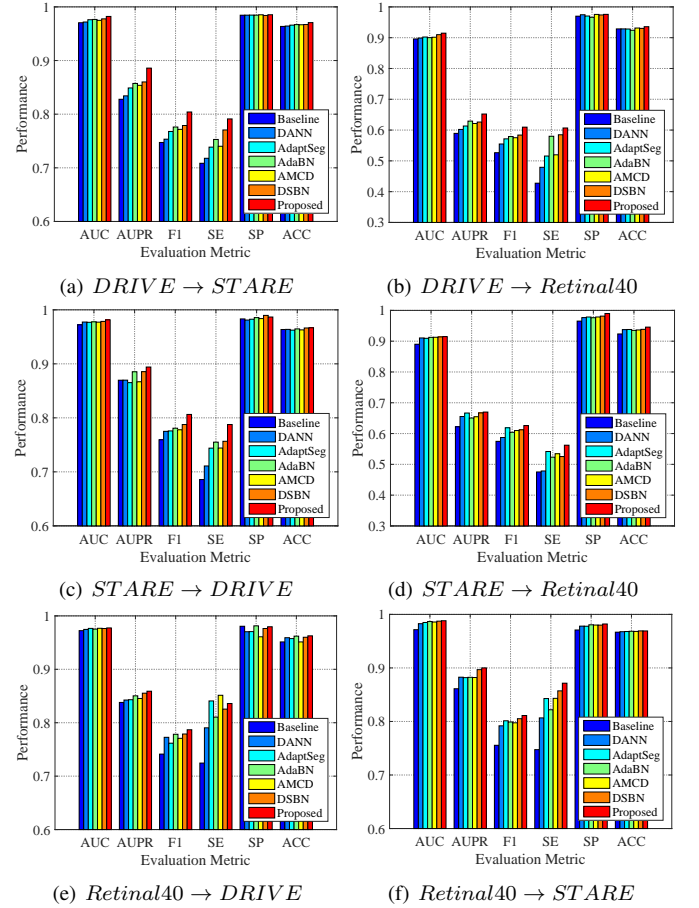 1
0.9
0.8
0.7
0.6
Performance
AUC AUPR F1 SE SP ACC
Evaluation Metric
Baseline
DANN
AdaptSeg
AdaBN
AMCD
DSBN
Proposed
(a) DRIVE → STARE
1
0.9
0.8
0.7
0.6
0.5
0.4
0.3
Performance
AUC AUPR F1 SE SP ACC
Evaluation Metric
Baseline
DANN
AdaptSeg
AdaBN
AMCD
DSBN
Proposed
(b) DRIVE → Retinal40
1
0.9
0.8
0.7
0.6
Performance
AUC AUPR F1 SE SP ACC
Evaluation Metric
Baseline
DANN
AdaptSeg
AdaBN
AMCD
DSBN
Proposed
(c) STARE → DRIVE
1
0.9
0.8
0.7
0.6
0.5
0.4
0.3
Performance
AUC AUPR F1 SE SP ACC
Evaluation Metric
Baseline
DANN
AdaptSeg
AdaBN
AMCD
DSBN
Proposed
(d) STARE → Retinal40
1
0.9
0.8
0.7
0.6
Performance
AUC AUPR F1 SE SP ACC
Evaluation Metric
Baseline
DANN
AdaptSeg
AdaBN
AMCD
DSBN
Proposed
(e) Retinal40 → DRIVE
1
0.9
0.8
0.7
0.6
Performance
AUC AUPR F1 SE SP ACC
Evaluation Metric
Baseline
DANN
AdaptSeg
AdaBN
AMCD
DSBN
Proposed
(f) Retinal40 → STARE